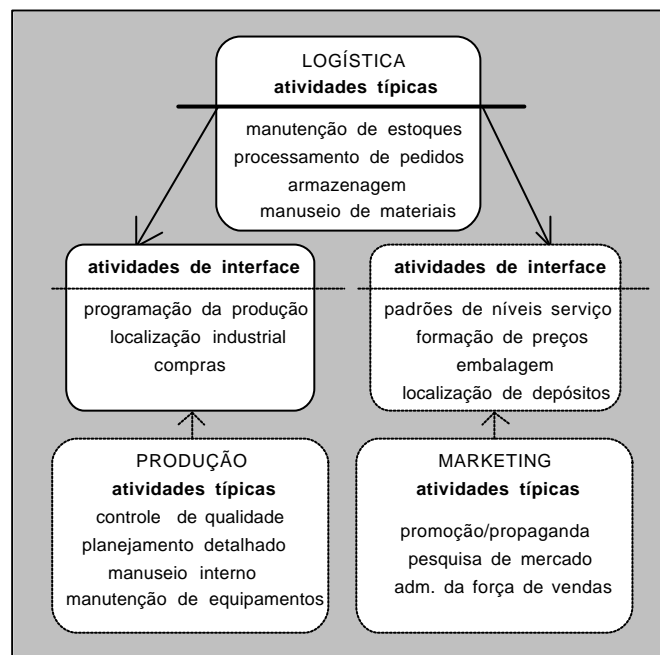 LOGÍSTICA
atividades típicas
manutenção de estoques
processamento de pedidos
armazenagem
manuseio de materiais
atividades de interface
programação da produção
localização industrial
compras
atividades de interface
padrões de níveis serviço
formação de preços
embalagem
localização de depósitos
PRODUÇÃO
atividades típicas
controle de qualidade
planejamento detalhado
manuseio interno
manutenção de equipamentos
MARKETING
atividades típicas
promoção/propaganda
pesquisa de mercado
adm. da força de vendas